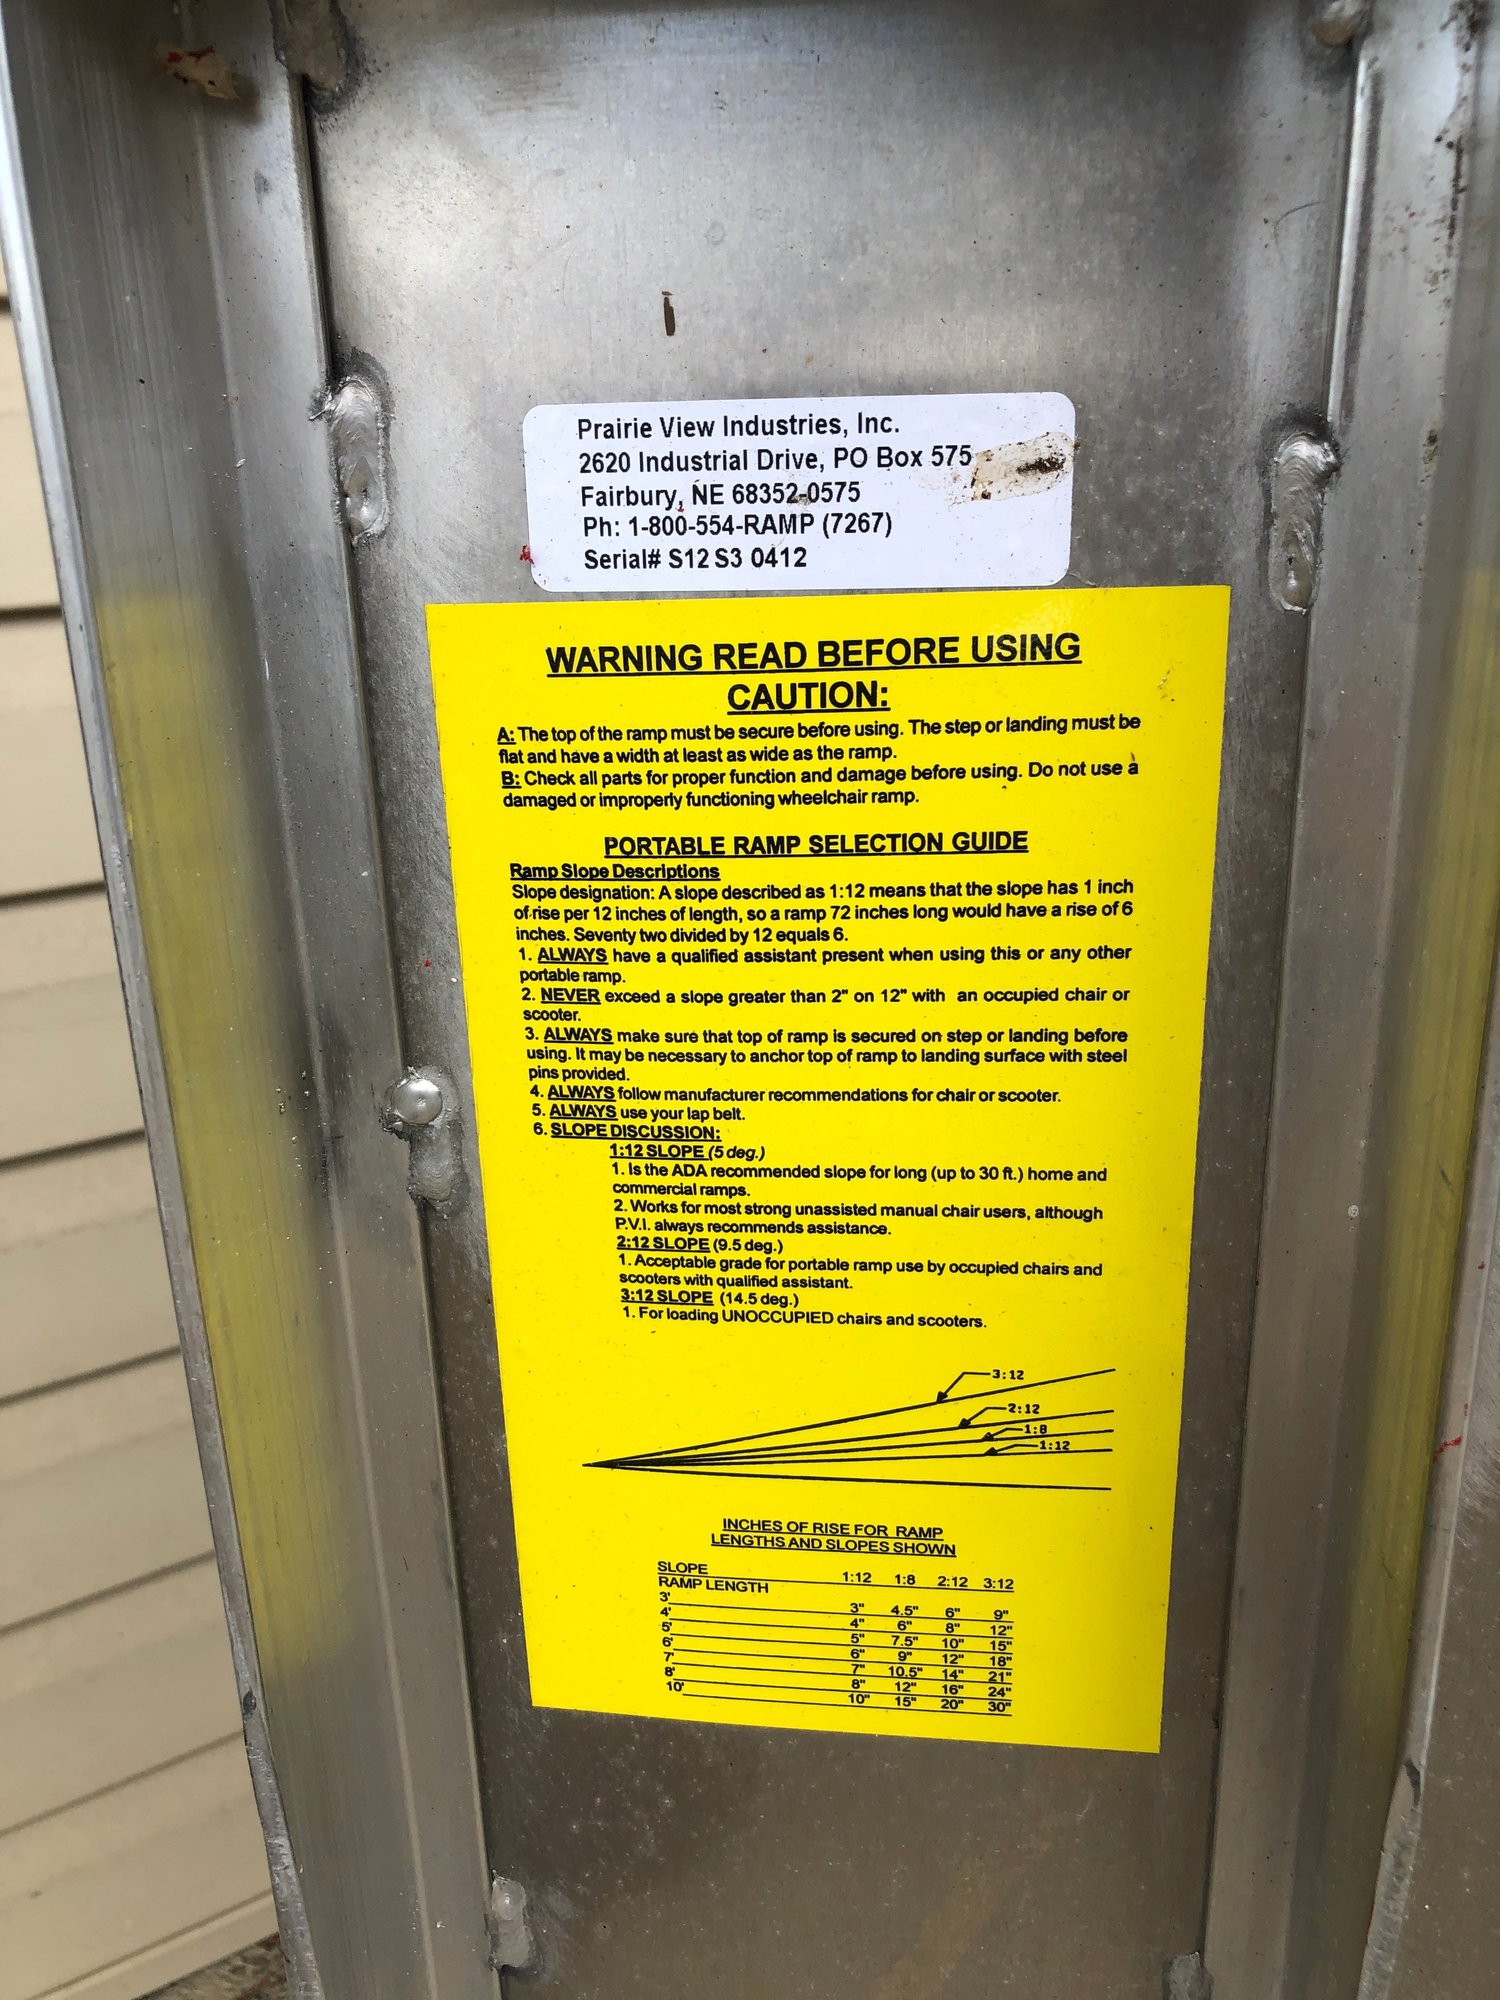 Prairie View Industries, Inc.
2620 Industrial Drive, PO Box 575
Fairbury, NE 68352-0575
Ph: 1-800-554-RAMP (7267)
Serial# S12 S3 0412
WARNING READ BEFORE USING
CAUTION:
A: The top of the ramp must be secure before using. The step or landing must be
flat and have a width at least as wide as the ramp.
B: Check all parts for proper function and damage before using. Do not use a
damaged or improperly functioning wheelchair ramp.
PORTABLE RAMP SELECTION GUIDE
Ramp Slope Descriptions
Slope designation: A slope described as 1:12 means that the slope has 1 inch
of rise per 12 inches of length, so a ramp 72 inches long would have a rise of 6
inches. Seventy two divided by 12 equals 6.
1. ALWAYS have a qualified assistant present when using this or any other
portable ramp.
2. NEVER exceed a slope greater than 2" on 12" with an occupied chair or
scooter.
3. ALWAYS make sure that top of ramp is secured on step or landing before
using. It may be necessary to anchor top of ramp to landing surface with steel
pins provided.
4. ALWAYS follow manufacturer recommendations for chair or scooter.
5. ALWAYS use your lap belt.
6. SLOPE DISCUSSION:
1:12 SLOPE (5 deg.)
1. Is the ADA recommended slope for long (up to 30 ft.) home and
commercial ramps.
2. Works for most strong unassisted manual chair users, although
P.V.I. always recommends assistance.
2:12 SLOPE (9.5 deg.)
1. Acceptable grade for portable ramp use by occupied chairs and
scooters with qualified assistant.
3:12 SLOPE (14.5 deg.)
1. For loading UNOCCUPIED chairs and scooters.
3:12
2:12
1:8
1:12
INCHES OF RISE FOR RAMP
LENGTHS AND SLOPES SHOWN
SLOPE 1:12 1:8 2:12 3:12
RAMP LENGTH
3' 3" 4.5" 6" 9"
4' 4" 6" 8" 12"
5' 5" 7.5" 10" 15"
6' 6" 9" 12" 18"
7' 7" 10.5" 14" 21"
8' 8" 12" 16" 24"
10' 10" 15" 20" 30"